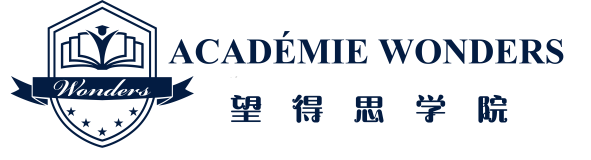 ACADÉMIE WONDERS
Wonders
望得思学院